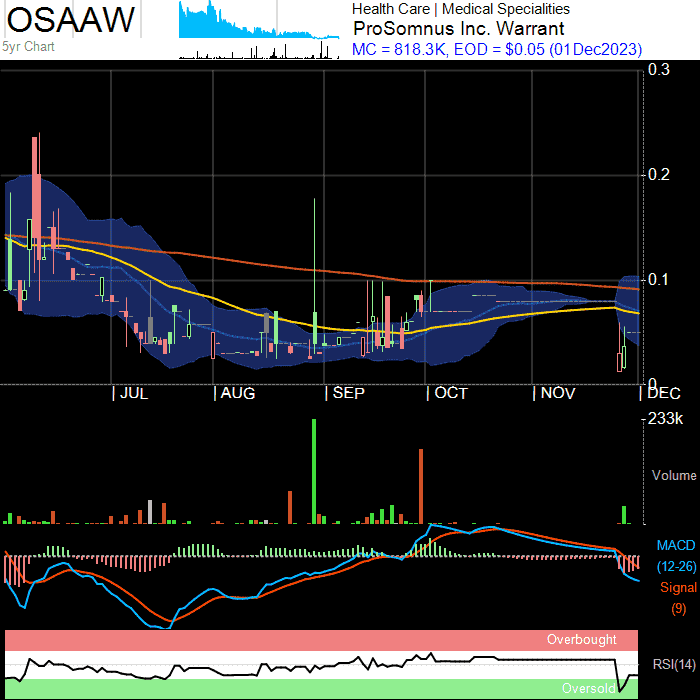 OSAAW
5yr Chart
Health Care | Medical Specialities
ProSomnus Inc. Warrant
MC = 818.3K, EOD = $0.05 (01Dec2023)
0.3
0.2
0.1
0
JUL AUG SEP OCT NOV DEC
233k
Volume
MACD
(12-26)
Signal
(9)
Overbought
RSI(14)
Oversold